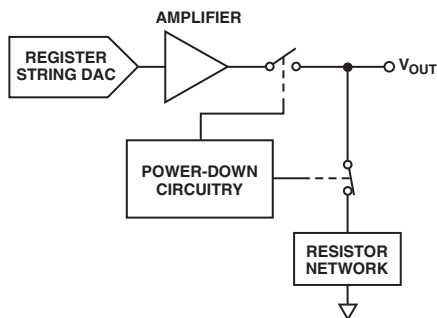 AMPLIFIER
REGISTER
STRING DAC
VOUT
POWER-DOWN
CIRCUITRY
RESISTOR
NETWORK